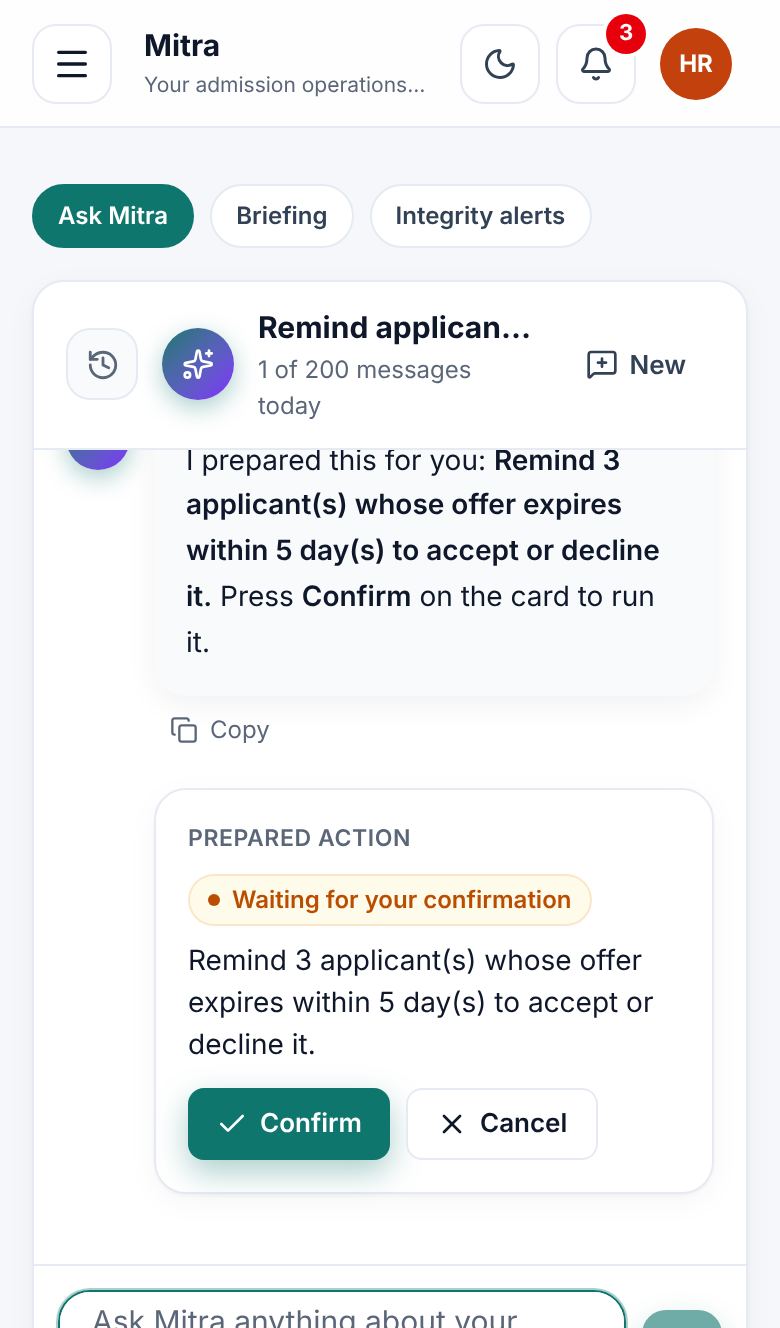 Mitra
Your admission operations...
3
HR
Ask Mitra
Briefing
Integrity alerts
Remind applican...
1 of 200 messages
today
New
I prepared this for you: Remind 3
applicant(s) whose offer expires
within 5 day(s) to accept or decline
it. Press Confirm on the card to run
it.
Copy
PREPARED ACTION
Waiting for your confirmation
Remind 3 applicant(s) whose offer
expires within 5 day(s) to accept or
decline it.
Confirm
Cancel
Ask Mitra anything about your